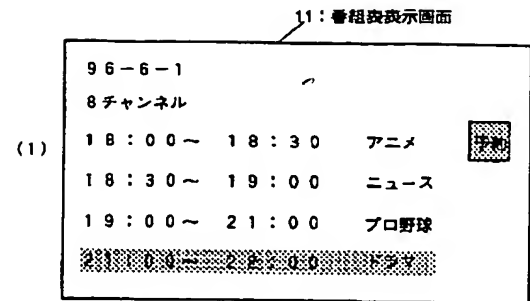 11：番組表表示画面
96-6-1
8チャンネル
(1)
18：00～ 18：30 アニメ
予約
18：30～ 19：00 ニュース
19：00～ 21：00 プロ野球
21：00～ 22：00 ドラマ